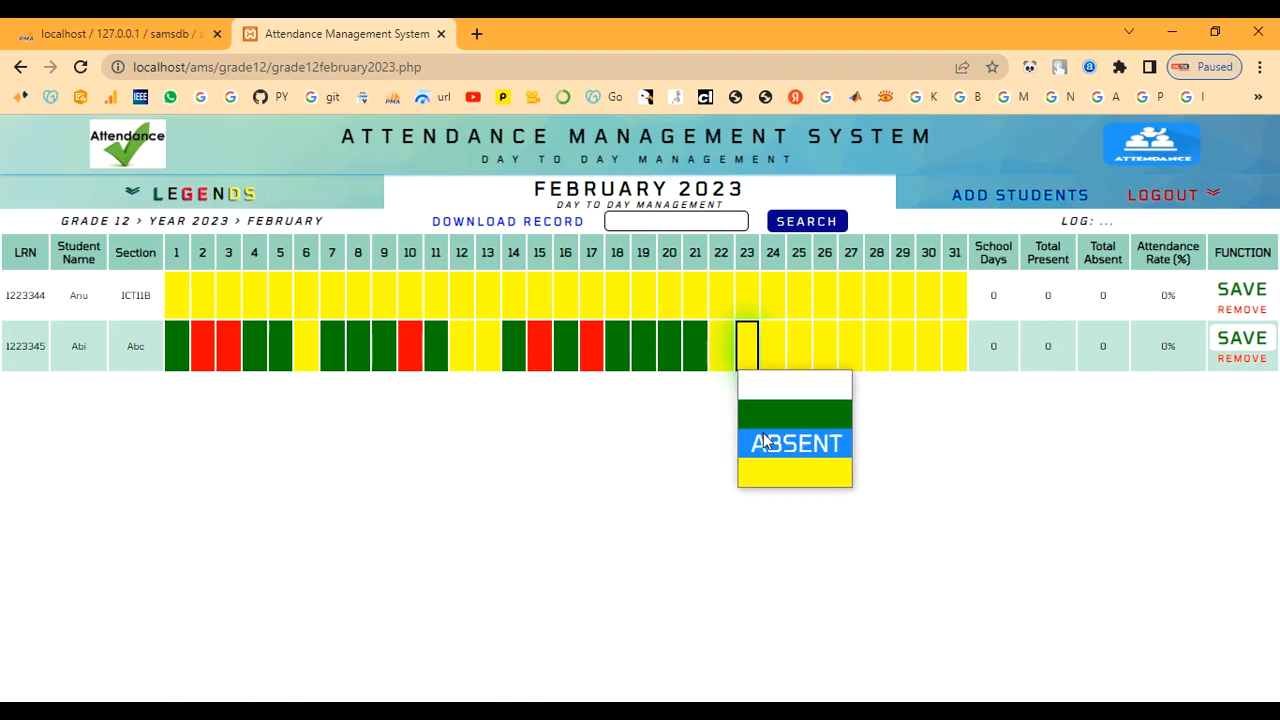 localhost / 127.0.0.1 / samsdb /
Attendance Management System
localhost/ams/grade12/grade12february2023.php
Paused
IEEE
PY
git
PMA
url
Go
K
B
M
N
A
P
I
Attendance
ATTENDANCE MANAGEMENT SYSTEM
DAY TO DAY MANAGEMENT
ATTENDANCE
LEGENDS
FEBRUARY 2023
DAY TO DAY MANAGEMENT
ADD STUDENTS
LOGOUT
GRADE 12 > YEAR 2023 > FEBRUARY
DOWNLOAD RECORD
SEARCH
LOG: ...
LRN Student Name Section 1 2 3 4 5 6 7 8 9 10 11 12 13 14 15 16 17 18 19 20 21 22 23 24 25 26 27 28 29 30 31 School Days Total Present Total Absent Attendance Rate (%) FUNCTION
1223344 Anu ICT11B 0 0 0 0% SAVE
REMOVE
1223345 Abi Abc 0 0 0 0% SAVE
REMOVE
ABSENT